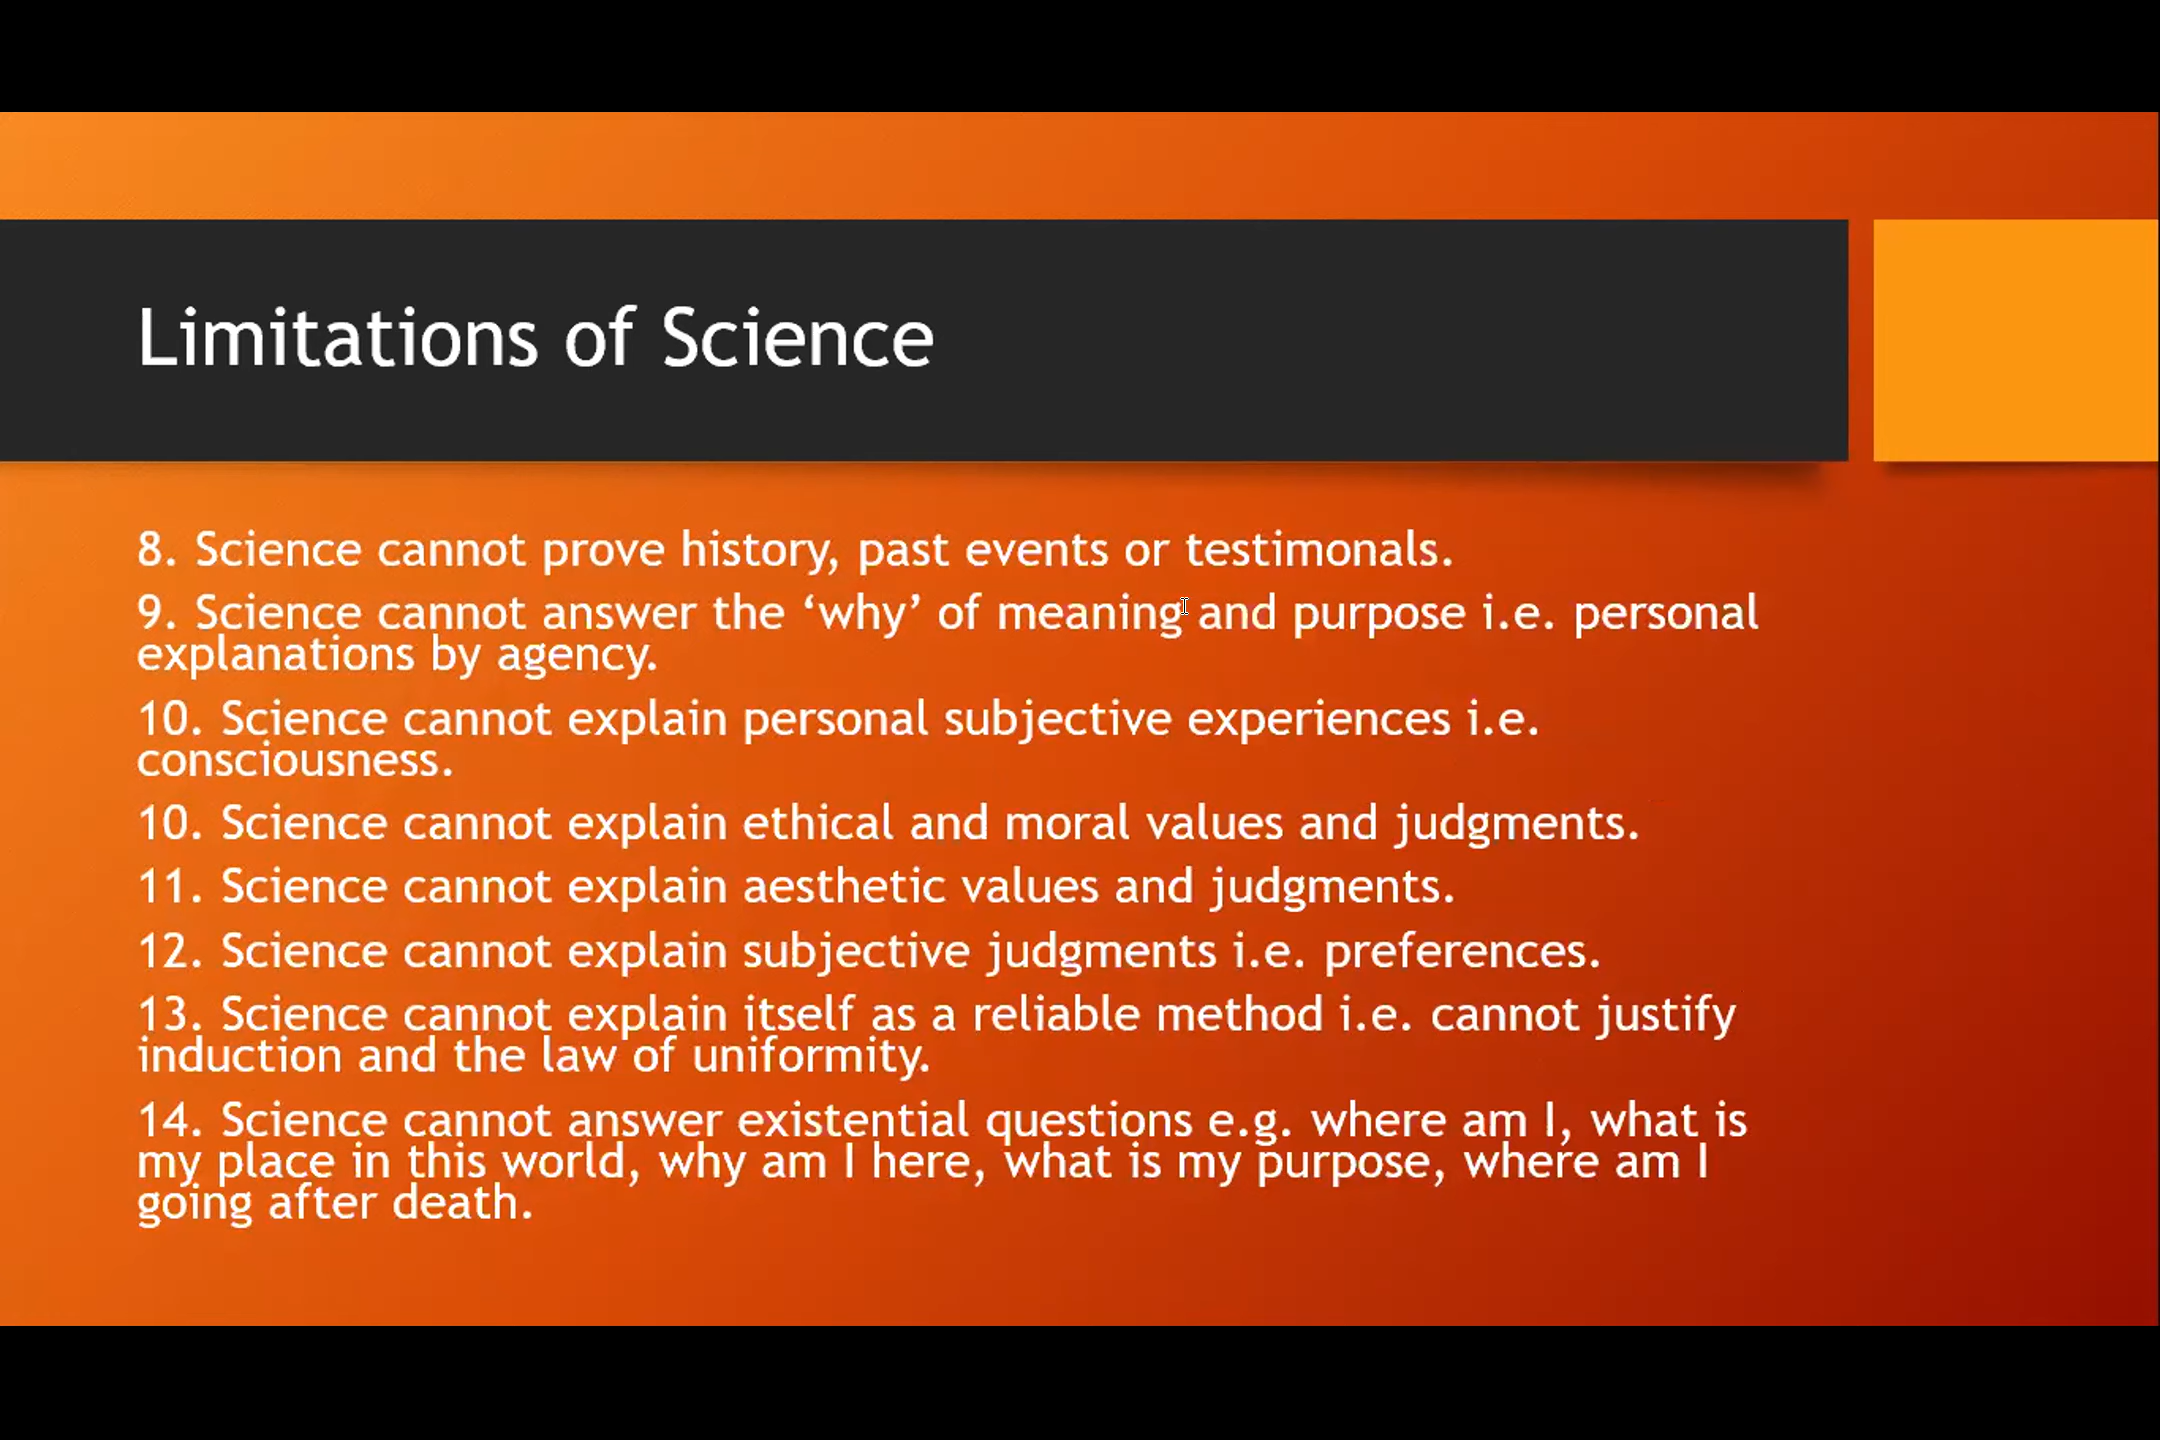 Limitations of Science
8. Science cannot prove history, past events or testimonals.
9. Science cannot answer the ‘why’ of meaning and purpose i.e. personal
explanations by agency.
10. Science cannot explain personal subjective experiences i.e.
consciousness.
10. Science cannot explain ethical and moral values and judgments.
11. Science cannot explain aesthetic values and judgments.
12. Science cannot explain subjective judgments i.e. preferences.
13. Science cannot explain itself as a reliable method i.e. cannot justify
induction and the law of uniformity.
14. Science cannot answer existential questions e.g. where am I, what is
my place in this world, why am I here, what is my purpose, where am I
going after death.